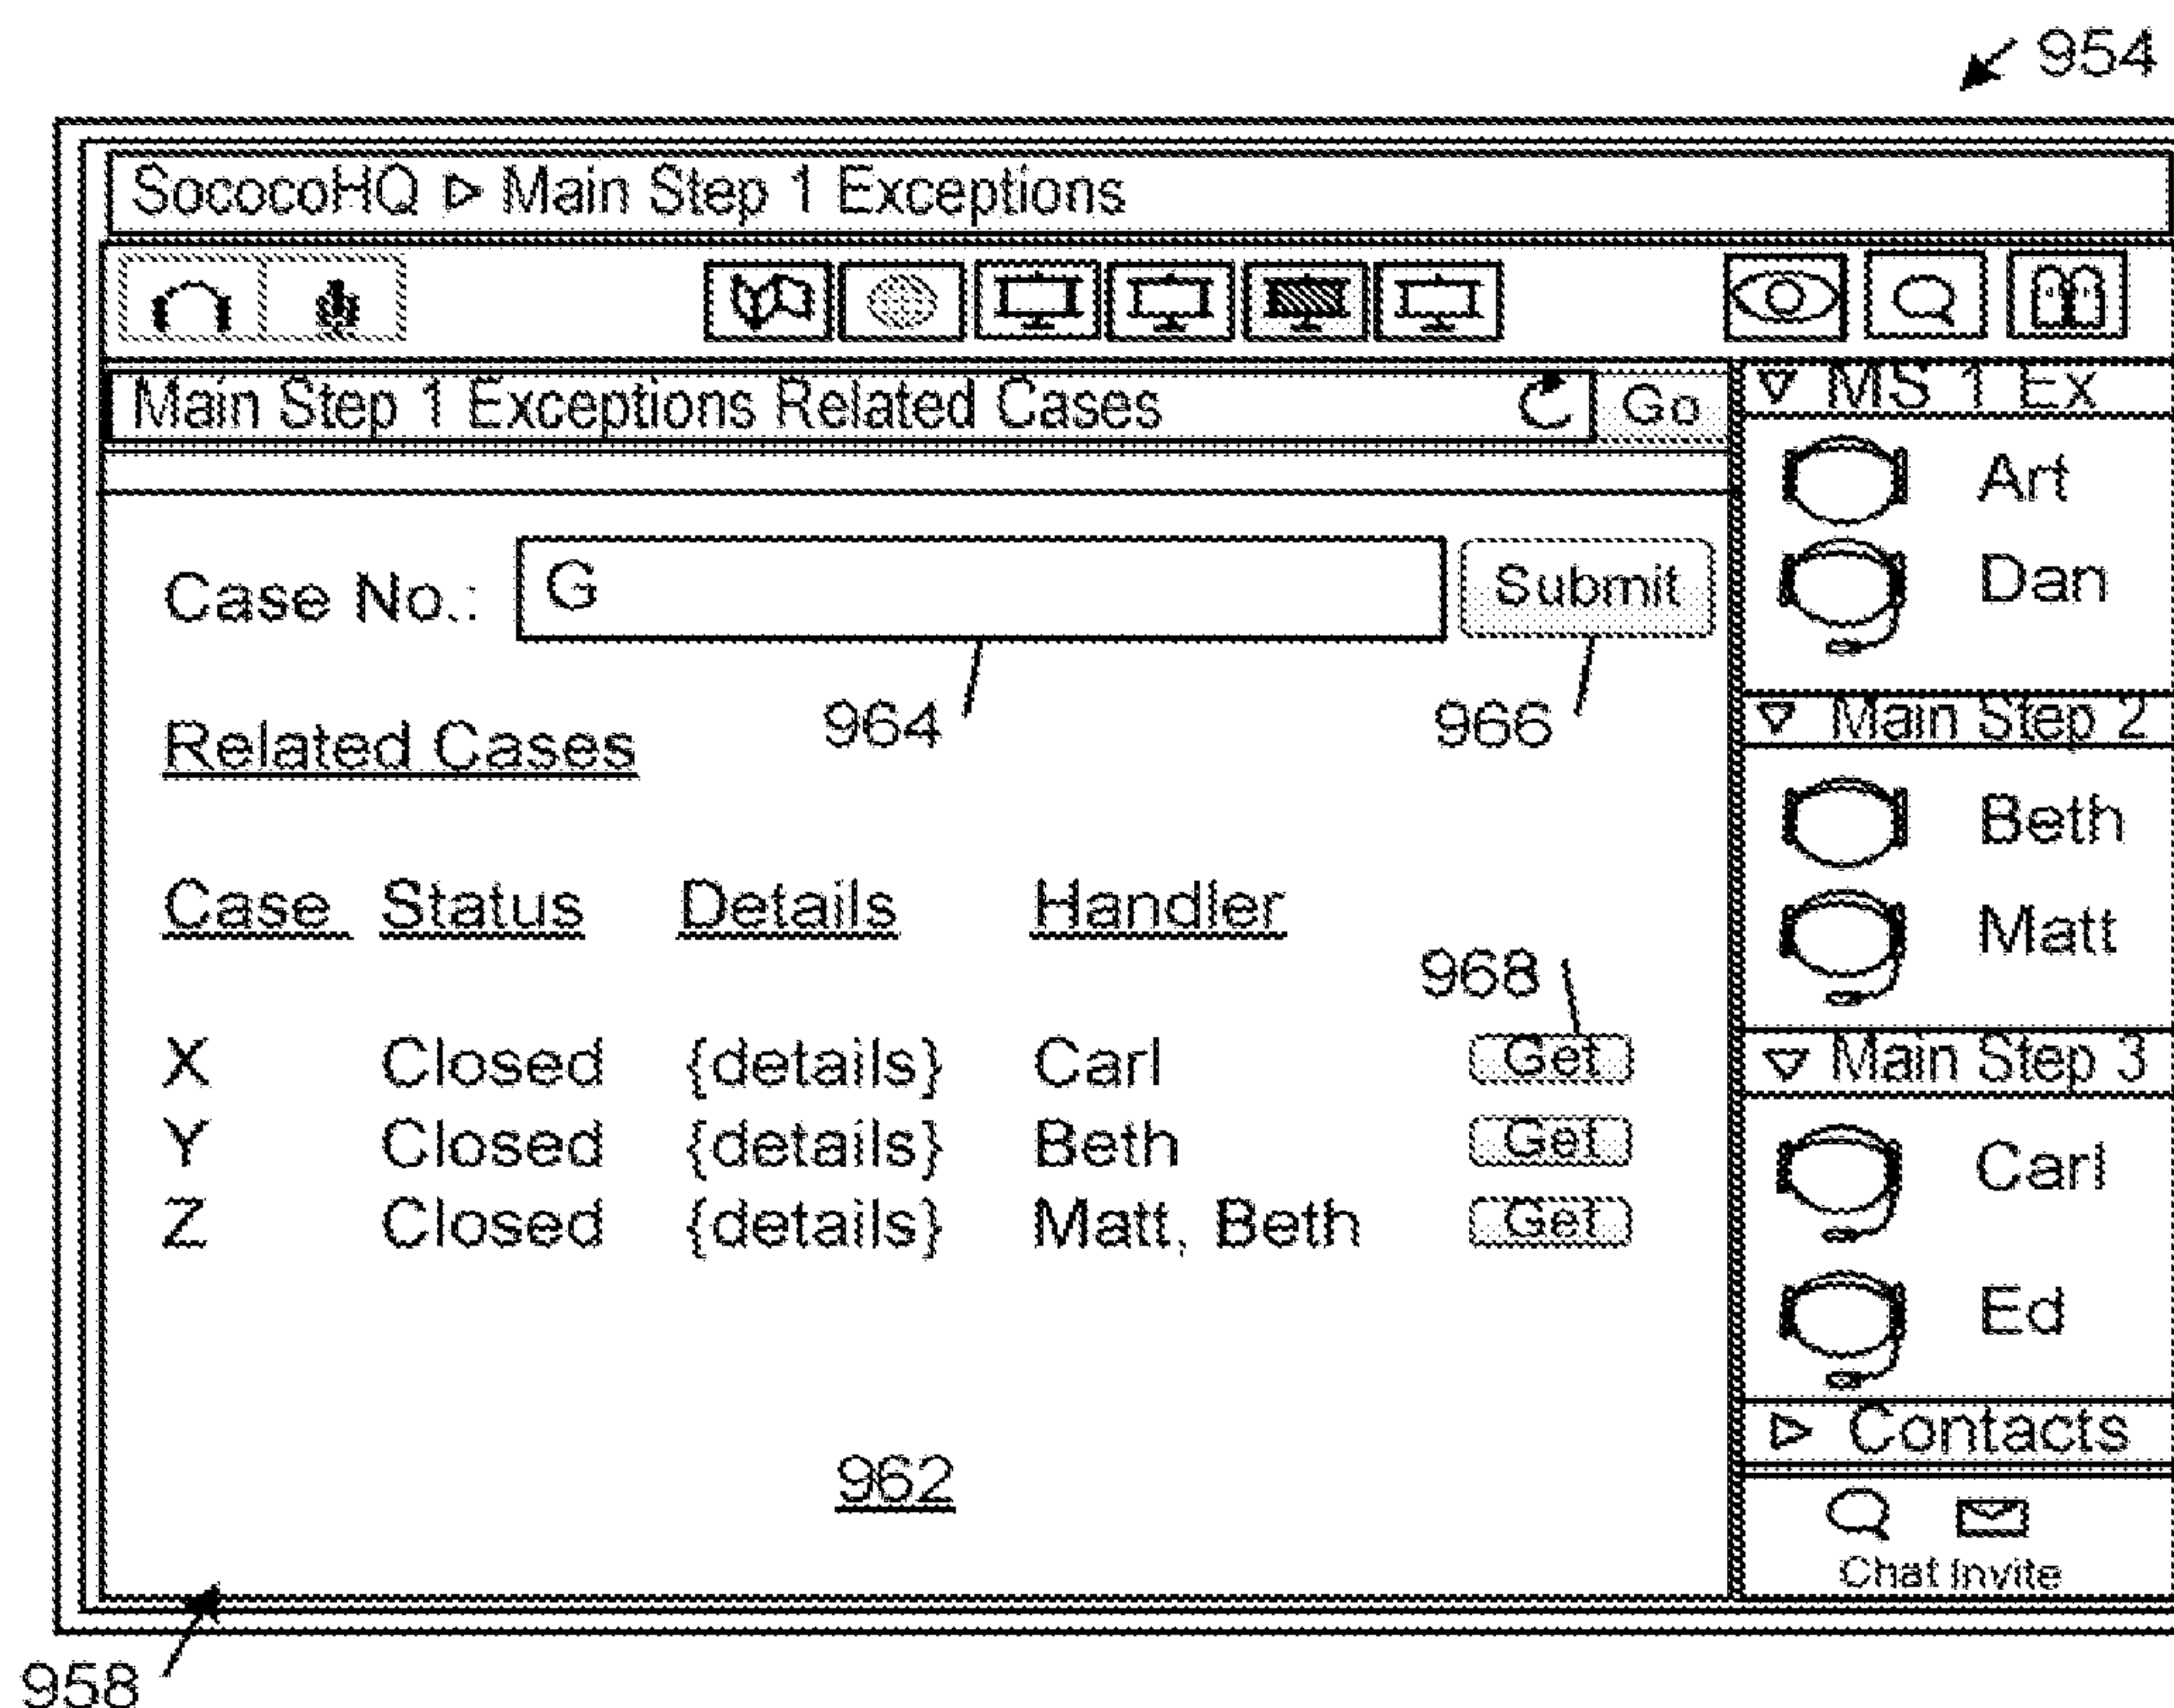 954
SococoHQ ▷ Main Step 1 Exceptions
Main Step 1 Exceptions Related Cases Go
Case No.: G Submit
964 966
Related Cases
Case Status Details Handler
968
X Closed {details} Carl Get
Y Closed {details} Beth Get
Z Closed {details} Matt, Beth Get
962
958
▽ MS 1 Ex
Art
Dan
▽ Main Step 2
Beth
Matt
▽ Main Step 3
Carl
Ed
▷ Contacts
Chat Invite